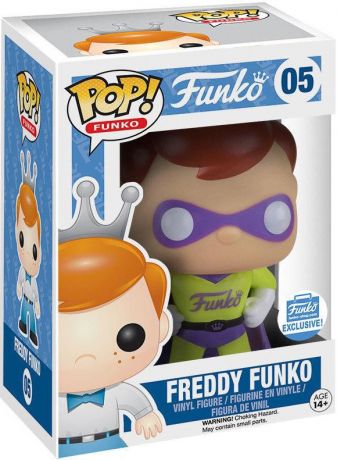 POP!
FUNKO
Funko
05
POP!
FUNKO
Funko
Funko
EXCLUSIVE!
FREDDY FUNKO
05
FREDDY FUNKO
VINYL FIGURE / FIGURINE EN VINYLE /
FIGURA DE VINIL
WARNING! CHOKING HAZARD.
May contain small parts.
AGE
14+